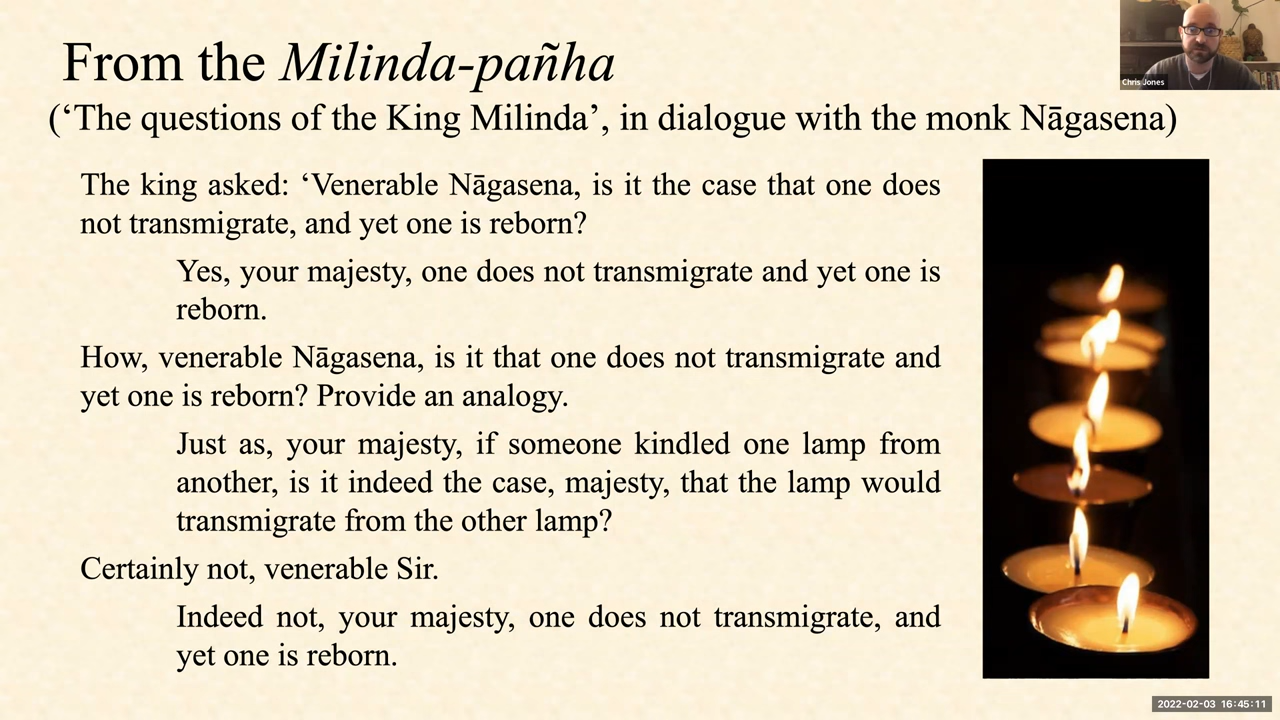 From the Milinda-pañha
(‘The questions of the King Milinda’, in dialogue with the monk Nāgasena)
The king asked: ‘Venerable Nāgasena, is it the case that one does
not transmigrate, and yet one is reborn?
Yes, your majesty, one does not transmigrate and yet one is
reborn.
How, venerable Nāgasena, is it that one does not transmigrate and
yet one is reborn? Provide an analogy.
Just as, your majesty, if someone kindled one lamp from
another, is it indeed the case, majesty, that the lamp would
transmigrate from the other lamp?
Certainly not, venerable Sir.
Indeed not, your majesty, one does not transmigrate, and
yet one is reborn.
Chris Jones
2022-02-03 16:45:11